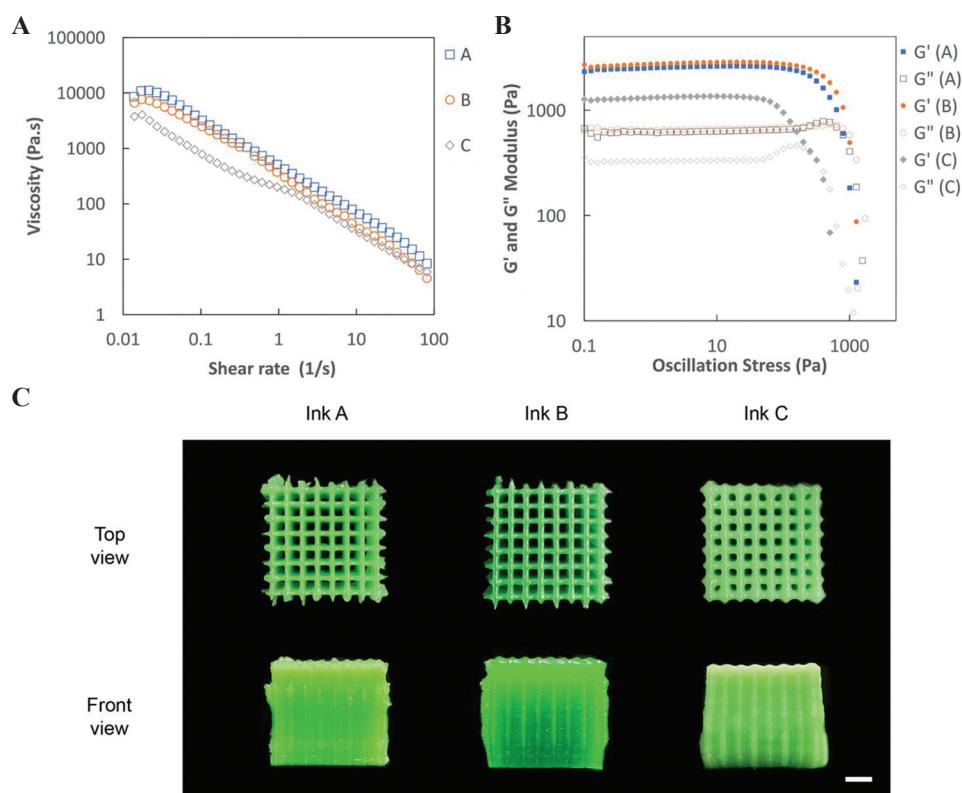 A
100000
10000
1000
100
10
1
0.01
0.1
1
10
100
Viscosity (Pa.s)
Shear rate (1/s)
A
B
C
B
1000
100
10
0.1
10
1000
G' and G" Modulus (Pa)
Oscillation Stress (Pa)
G' (A)
G" (A)
G' (B)
G" (B)
G' (C)
G" (C)
C
Ink A
Ink B
Ink C
Top
view
Front
view